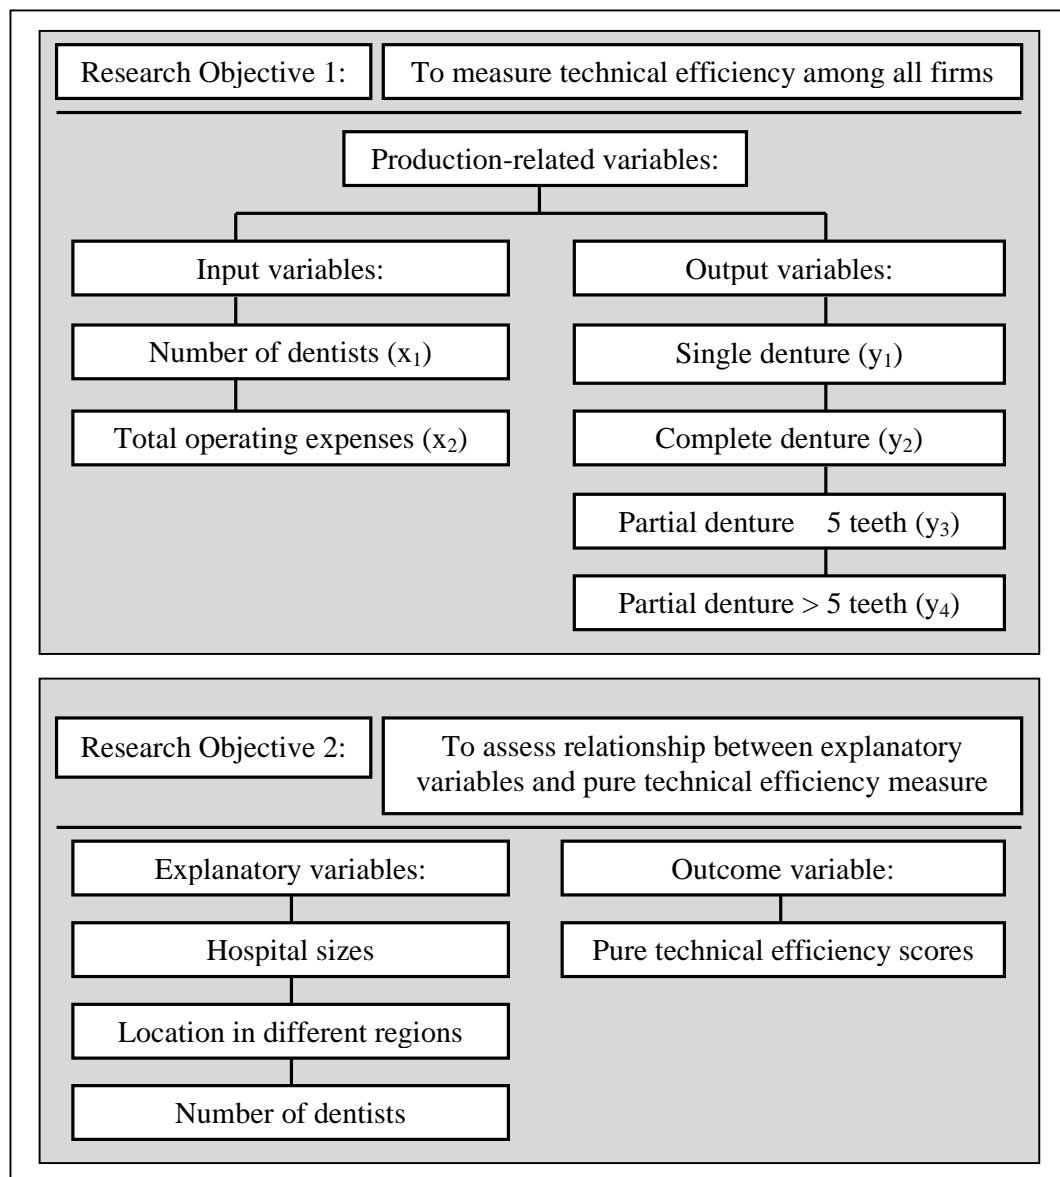 Research Objective 1:
To measure technical efficiency among all firms
Production-related variables:
Input variables:
Number of dentists (x₁)
Total operating expenses (x₂)
Output variables:
Single denture (y₁)
Complete denture (y₂)
Partial denture 5 teeth (y₃)
Partial denture > 5 teeth (y₄)
Research Objective 2:
To assess relationship between explanatory
variables and pure technical efficiency measure
Explanatory variables:
Hospital sizes
Location in different regions
Number of dentists
Outcome variable:
Pure technical efficiency scores